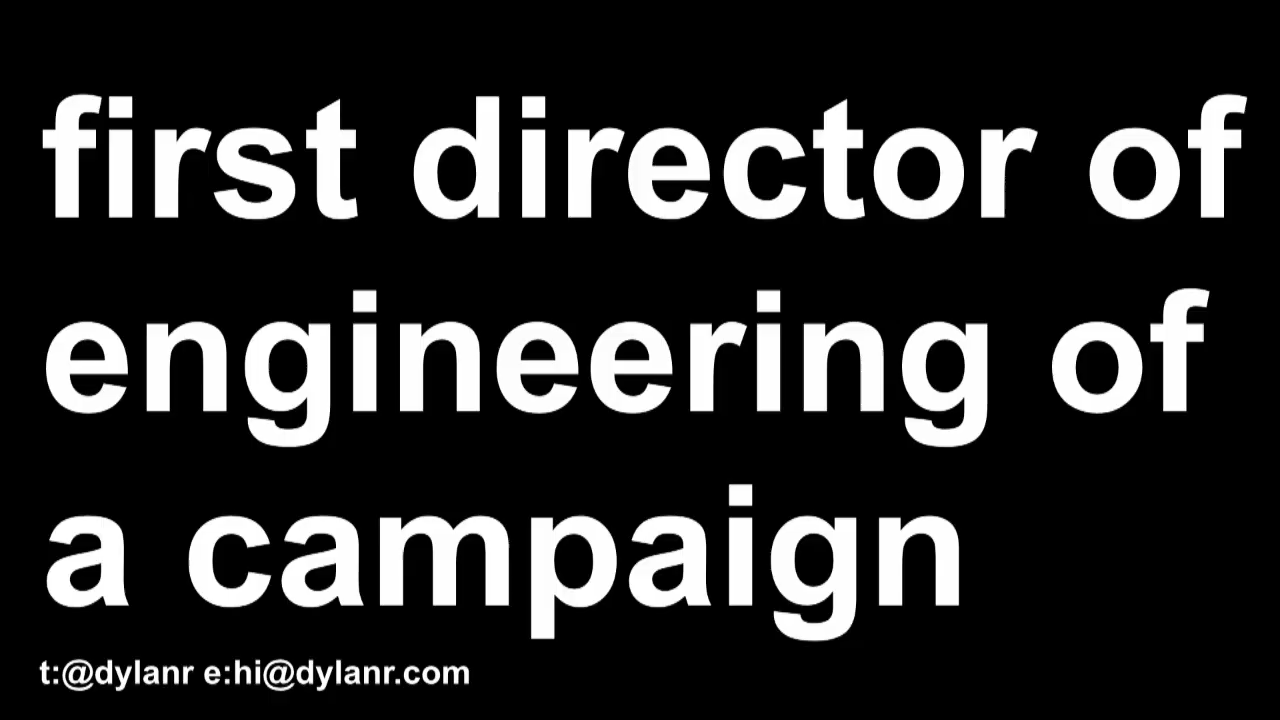 first director of
engineering of
a campaign
t:@dylanr e:hi@dylanr.com